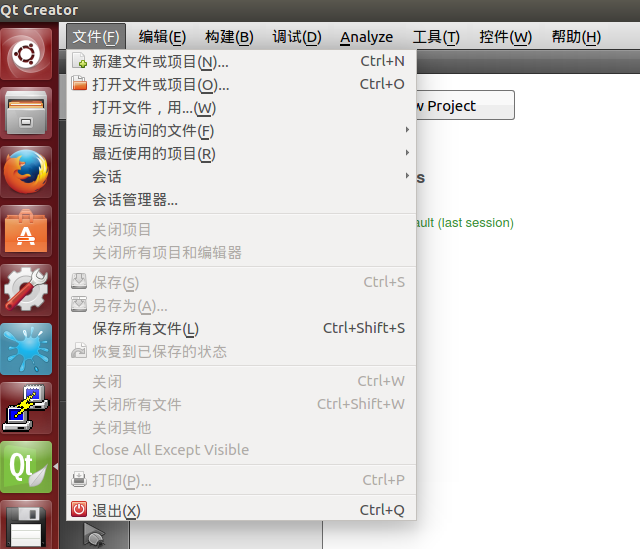 Qt Creator
文件(F) 编辑(E) 构建(B) 调试(D) Analyze 工具(T) 控件(W) 帮助(H)
新建文件或项目(N)... Ctrl+N
打开文件或项目(O)... Ctrl+O
打开文件，用...(W)
w Project
最近访问的文件(F)
最近使用的项目(R)
会话
s
会话管理器...
关闭项目
ault (last session)
关闭所有项目和编辑器
保存(S) Ctrl+S
另存为(A)...
保存所有文件(L) Ctrl+Shift+S
恢复到已保存的状态
关闭 Ctrl+W
关闭所有文件 Ctrl+Shift+W
关闭其他
Close All Except Visible
Qt
打印(P)... Ctrl+P
退出(X) Ctrl+Q